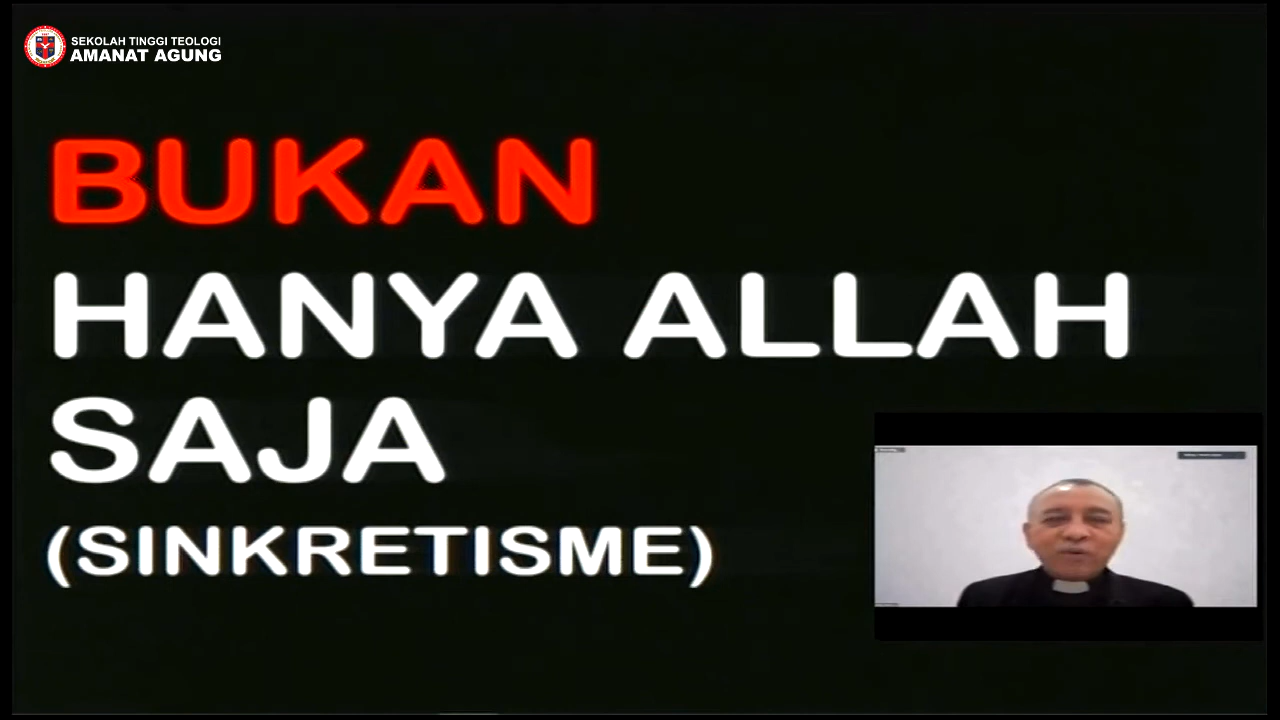 SEKOLAH TINGGI TEOLOGI
AMANAT AGUNG
BUKAN
HANYA ALLAH
SAJA
(SINKRETISME)